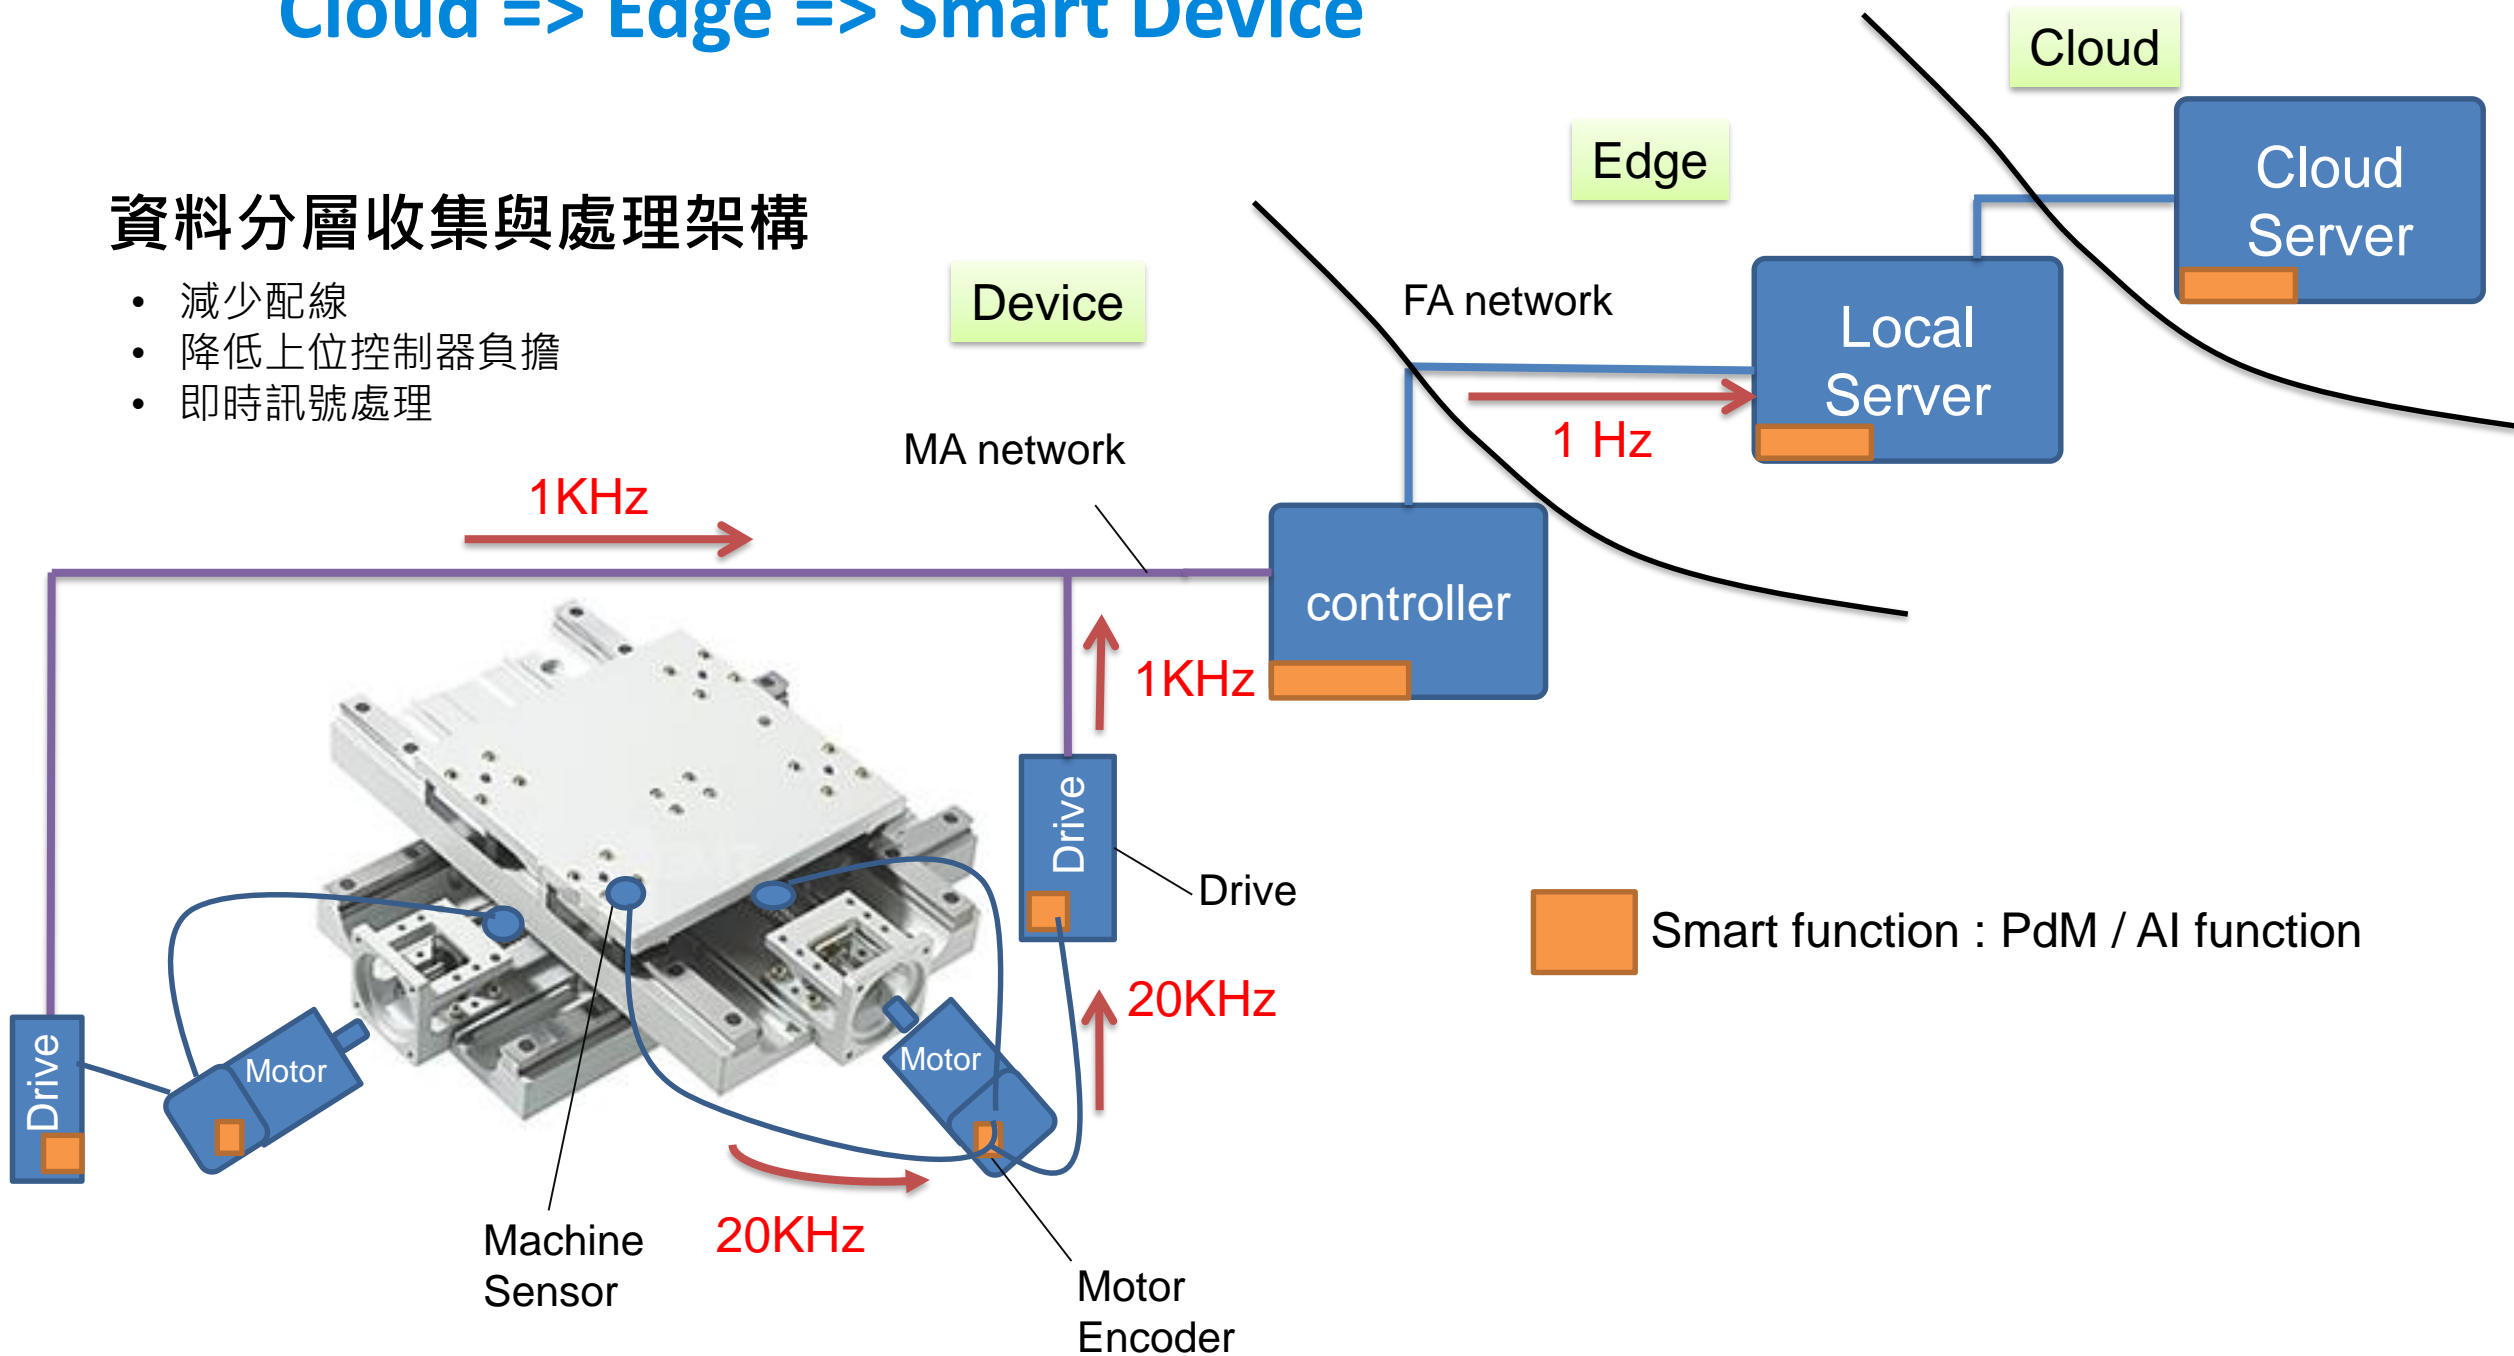 Cloud => Edge => Smart Device
Cloud
Cloud
Server
Edge
資料分層收集與處理架構
• 減少配線
• 降低上位控制器負擔
• 即時訊號處理
Device
FA network
Local
Server
1 Hz
MA network
1KHz
controller
1KHz
Drive
Drive
Smart function : PdM / AI function
20KHz
Drive
Motor
Motor
20KHz
Machine
Sensor
Motor
Encoder